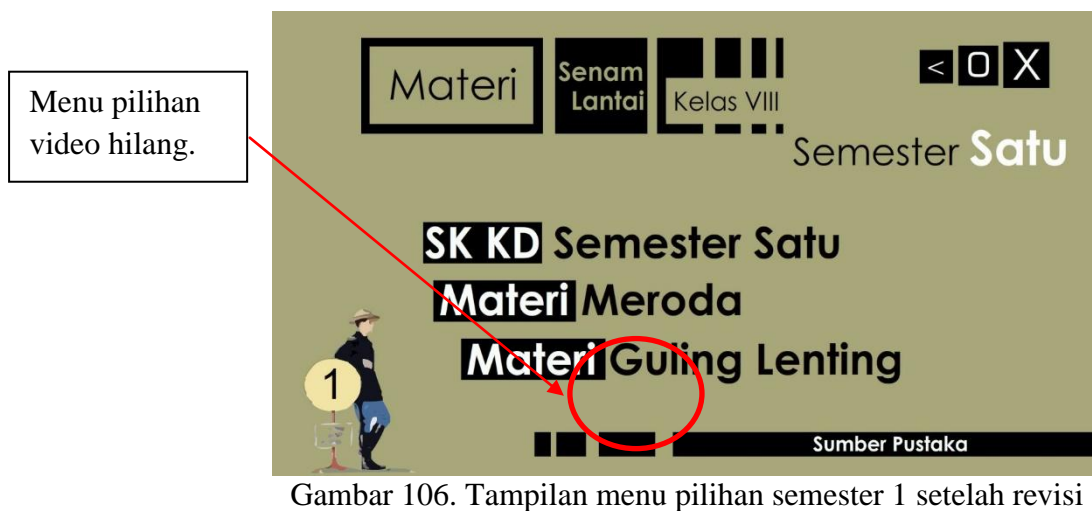 Menu pilihan
video hilang.
Materi
Senam
Lantai
Kelas VIII
< O X
Semester Satu
SK KD Semester Satu
Materi Meroda
Materi Guling Lenting
1
Sumber Pustaka
Gambar 106. Tampilan menu pilihan semester 1 setelah revisi